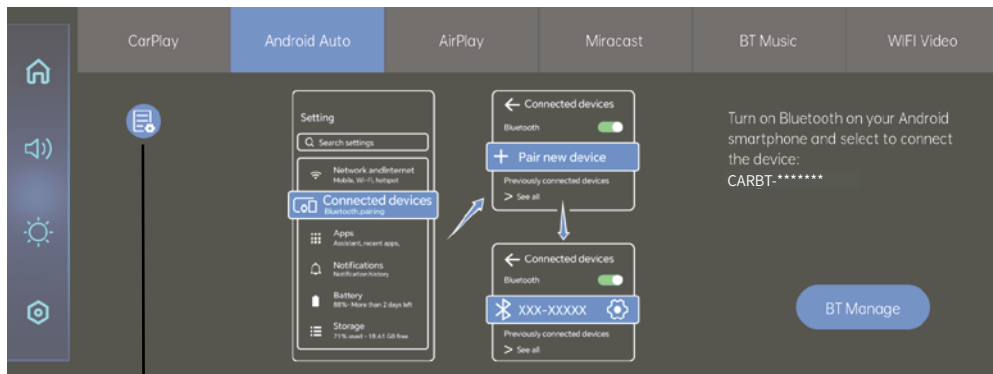 CarPlay
Android Auto
AirPlay
Miracast
BT Music
WIFI Video
Setting
Search settings
Network andInternet
Mobile, Wi-Fi, hotspot
Connected devices
Bluetooth,pairing
Apps
Assistant, recent apps,
Notifications
Notification history
Battery
88%- More than 2 days left
Storage
71% used - 18.61 GB free
Connected devices
Bluetooth
Pair new device
Previously connected devices
> See all
Connected devices
Bluetooth
xxx-xxxxx
Previously connected devices
> See all
Turn on Bluetooth on your Android
smartphone and select to connect
the device:
CARBT-*******
BT Manage